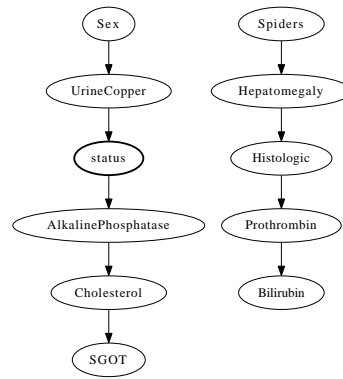 Sex
Spiders
UrineCopper
Hepatomegaly
status
Histologic
AlkalinePhosphatase
Prothrombin
Cholesterol
Bilirubin
SGOT